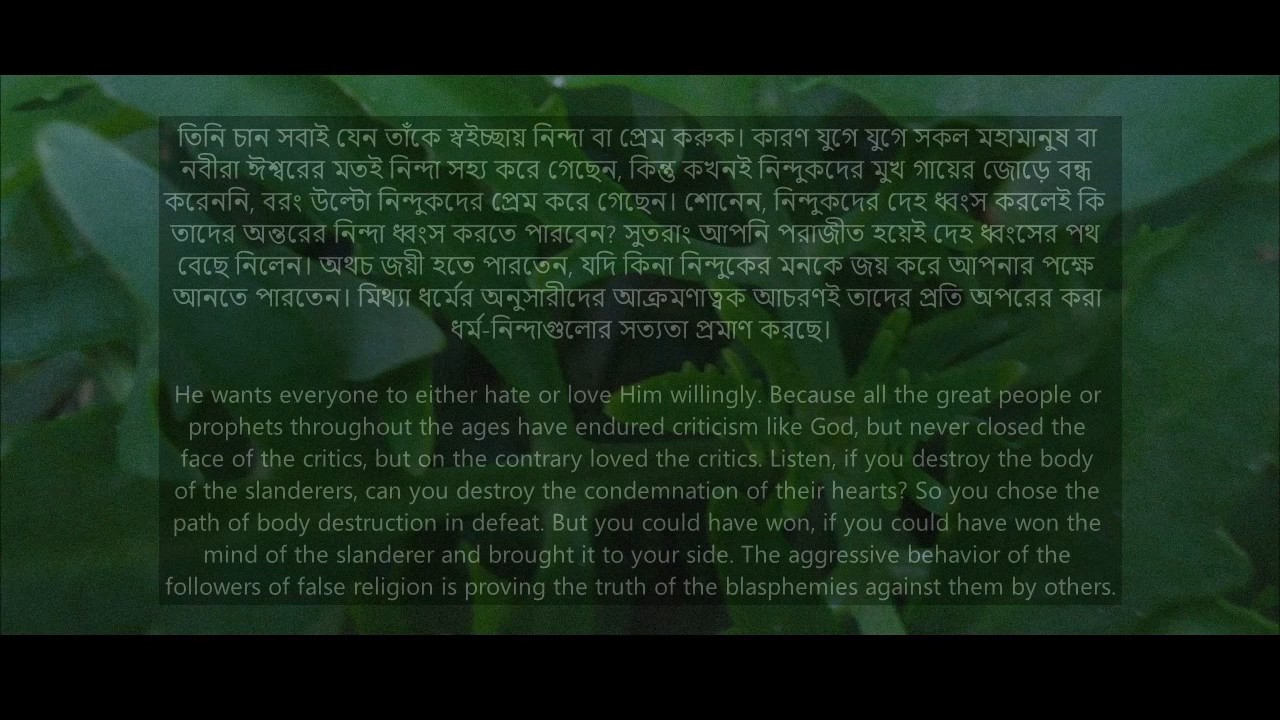 তিনি চান সবাই যেন তাঁকে স্বইচ্ছায় নিন্দা বা প্রেম করুক। কারণ যুগে যুগে সকল মহামানুষ বা
নবীরা ঈশ্বরের মতই নিন্দা সহ্য করে গেছেন, কিন্তু কখনই নিন্দুকদের মুখ গায়ের জোড়ে বন্ধ
করেননি, বরং উল্টো নিন্দুকদের প্রেম করে গেছেন। শোনেন, নিন্দুকদের দেহ ধ্বংস করলেই কি
তাদের অন্তরের নিন্দা ধ্বংস করতে পারবেন? সুতরাং আপনি পরাজীত হয়েই দেহ ধ্বংসের পথ
বেছে নিলেন। অথচ জয়ী হতে পারতেন, যদি কিনা নিন্দুকের মনকে জয় করে আপনার পক্ষে
আনতে পারতেন। মিথ্যা ধর্মের অনুসারীদের আক্রমণাত্বক আচরণই তাদের প্রতি অপরের করা
ধর্ম-নিন্দাগুলোর সত্যতা প্রমাণ করছে।
He wants everyone to either hate or love Him willingly. Because all the great people or
prophets throughout the ages have endured criticism like God, but never closed the
face of the critics, but on the contrary loved the critics. Listen, if you destroy the body
of the slanderers, can you destroy the condemnation of their hearts? So you chose the
path of body destruction in defeat. But you could have won, if you could have won the
mind of the slanderer and brought it to your side. The aggressive behavior of the
followers of false religion is proving the truth of the blasphemies against them by others.